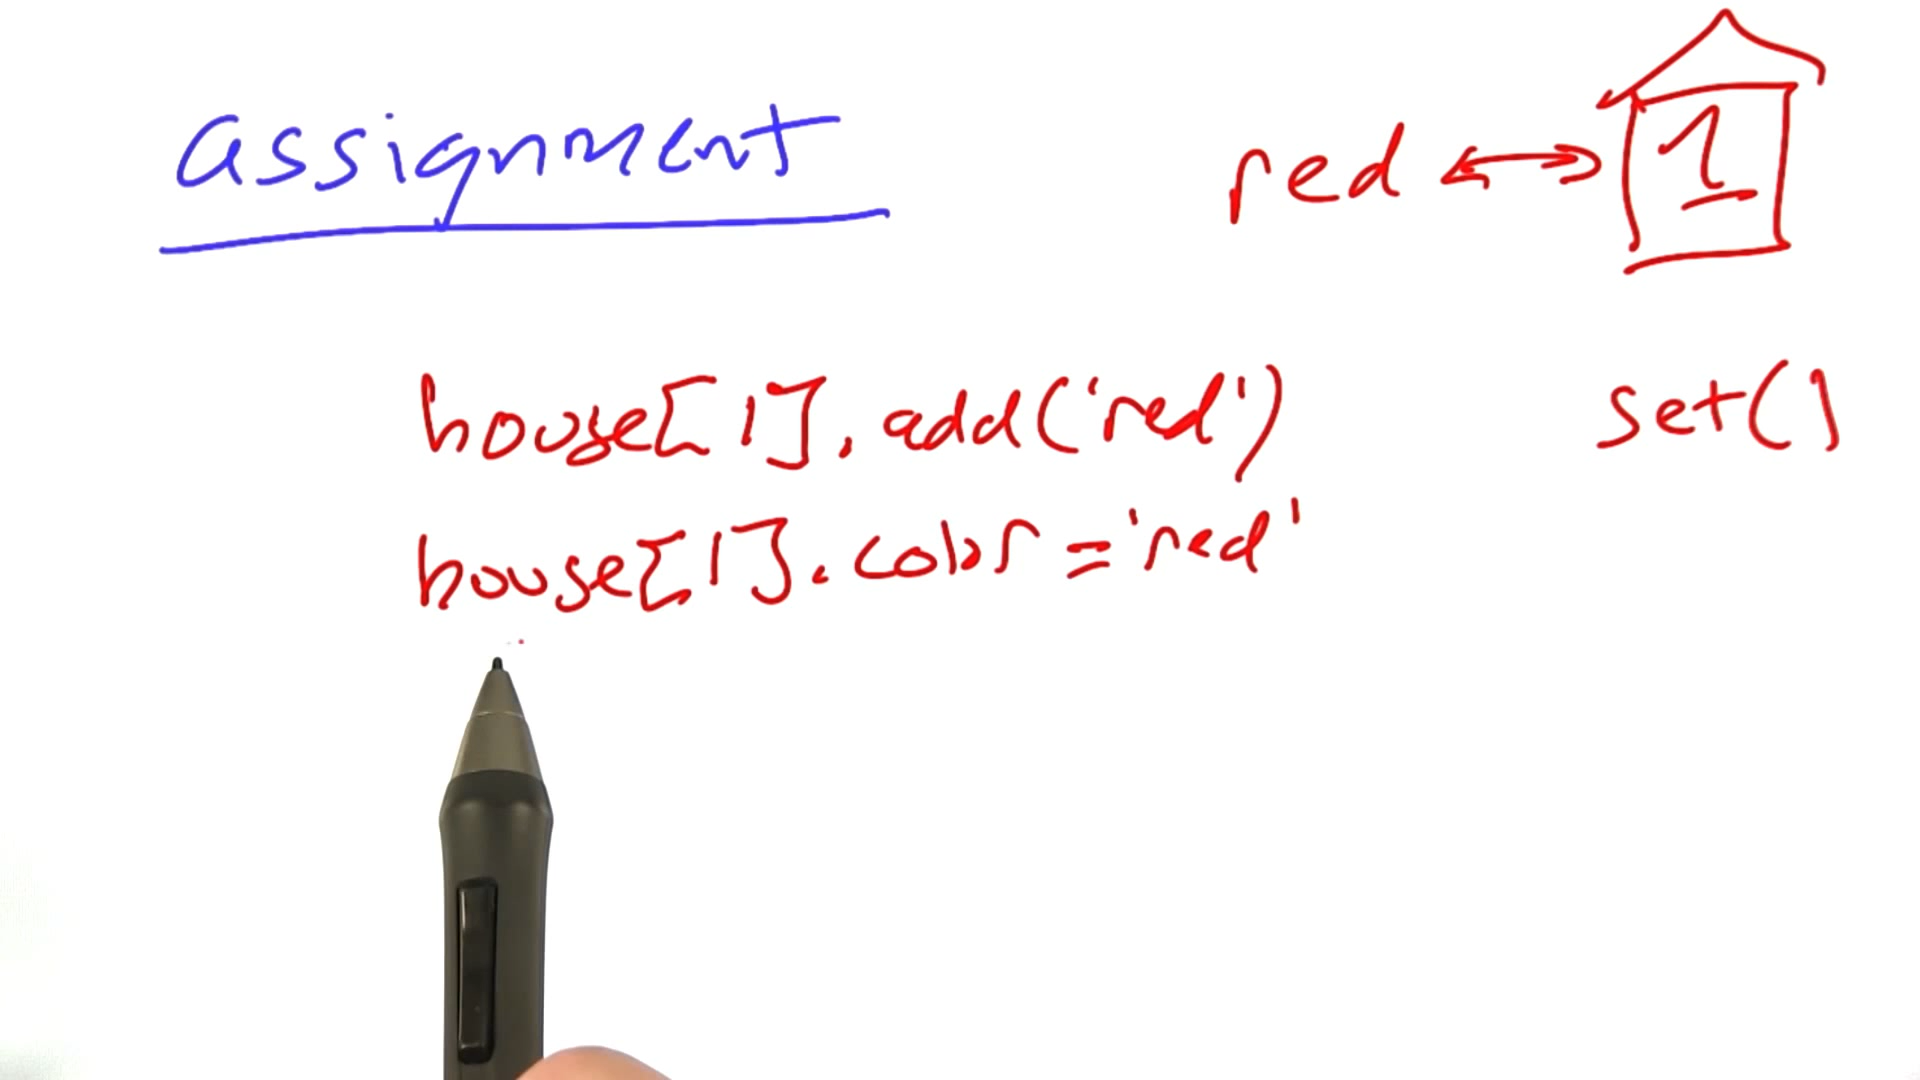 assignment
red ↔ 1
house[1].add('red')
set()
house[1].color='red'